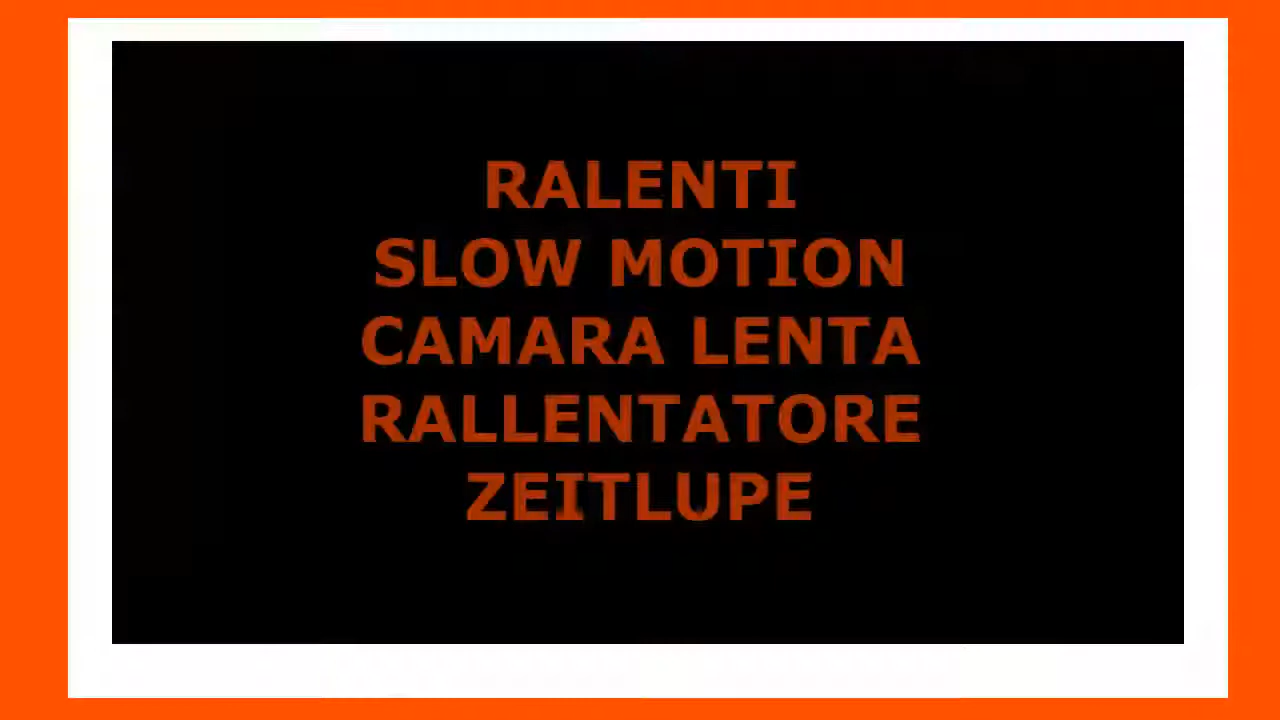 RALENTI
SLOW MOTION
CAMARA LENTA
RALLENTATORE
ZEITLUPE